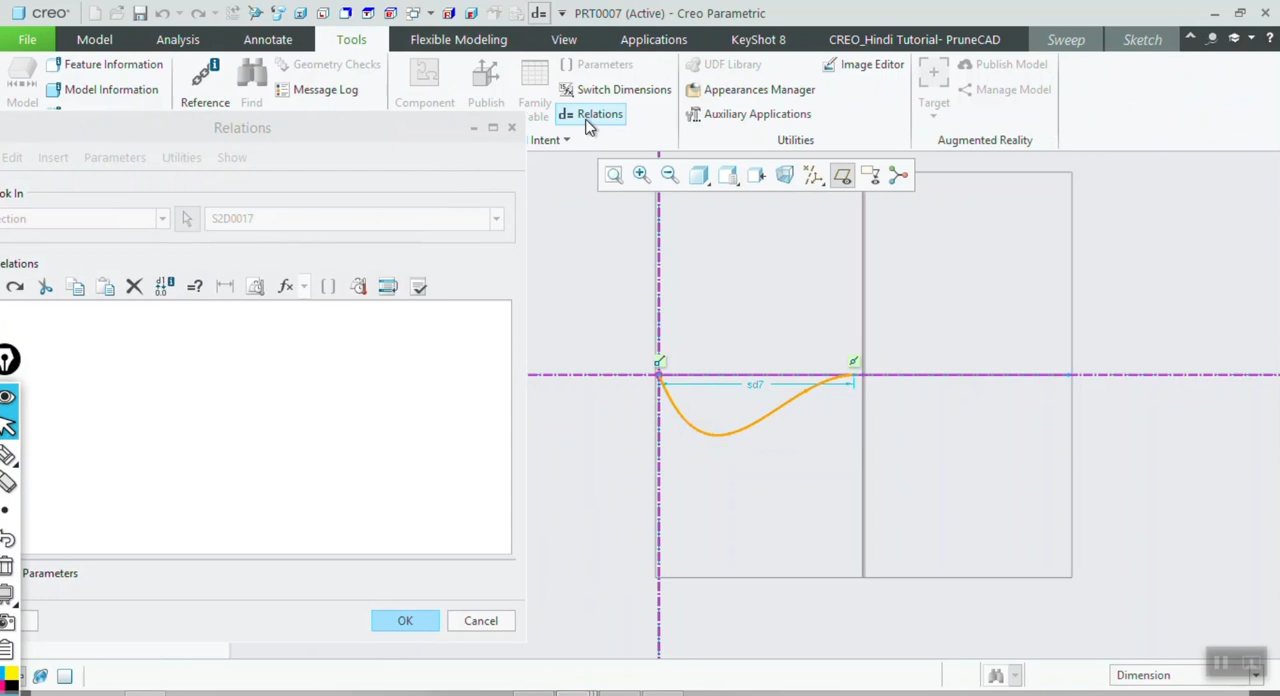 creo
PRT0007 (Active) - Creo Parametric
File
Model
Analysis
Annotate
Tools
Flexible Modeling
View
Applications
KeyShot 8
CREO_Hindi Tutorial- PruneCAD
Sweep
Sketch
Feature Information
Geometry Checks
Parameters
UDF Library
Image Editor
Publish Model
Model Information
Message Log
Switch Dimensions
Appearances Manager
Manage Model
Model
Reference
Find
Component
Publish
Family
able
d= Relations
Auxiliary Applications
Target
Intent
Utilities
Augmented Reality
Relations
Edit
Insert
Parameters
Utilities
Show
ok In
ction
S2D0017
elations
sd7
Parameters
OK
Cancel
Dimension